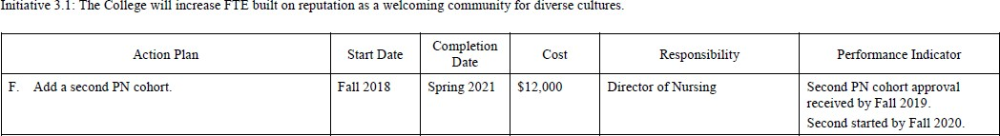 Initiative 3.1: The College will increase FTE built on reputation as a welcoming community for diverse cultures.
Action Plan Start Date Completion Date Cost Responsibility Performance Indicator
F. Add a second PN cohort. Fall 2018 Spring 2021 $12,000 Director of Nursing Second PN cohort approval
received by Fall 2019.
Second started by Fall 2020.